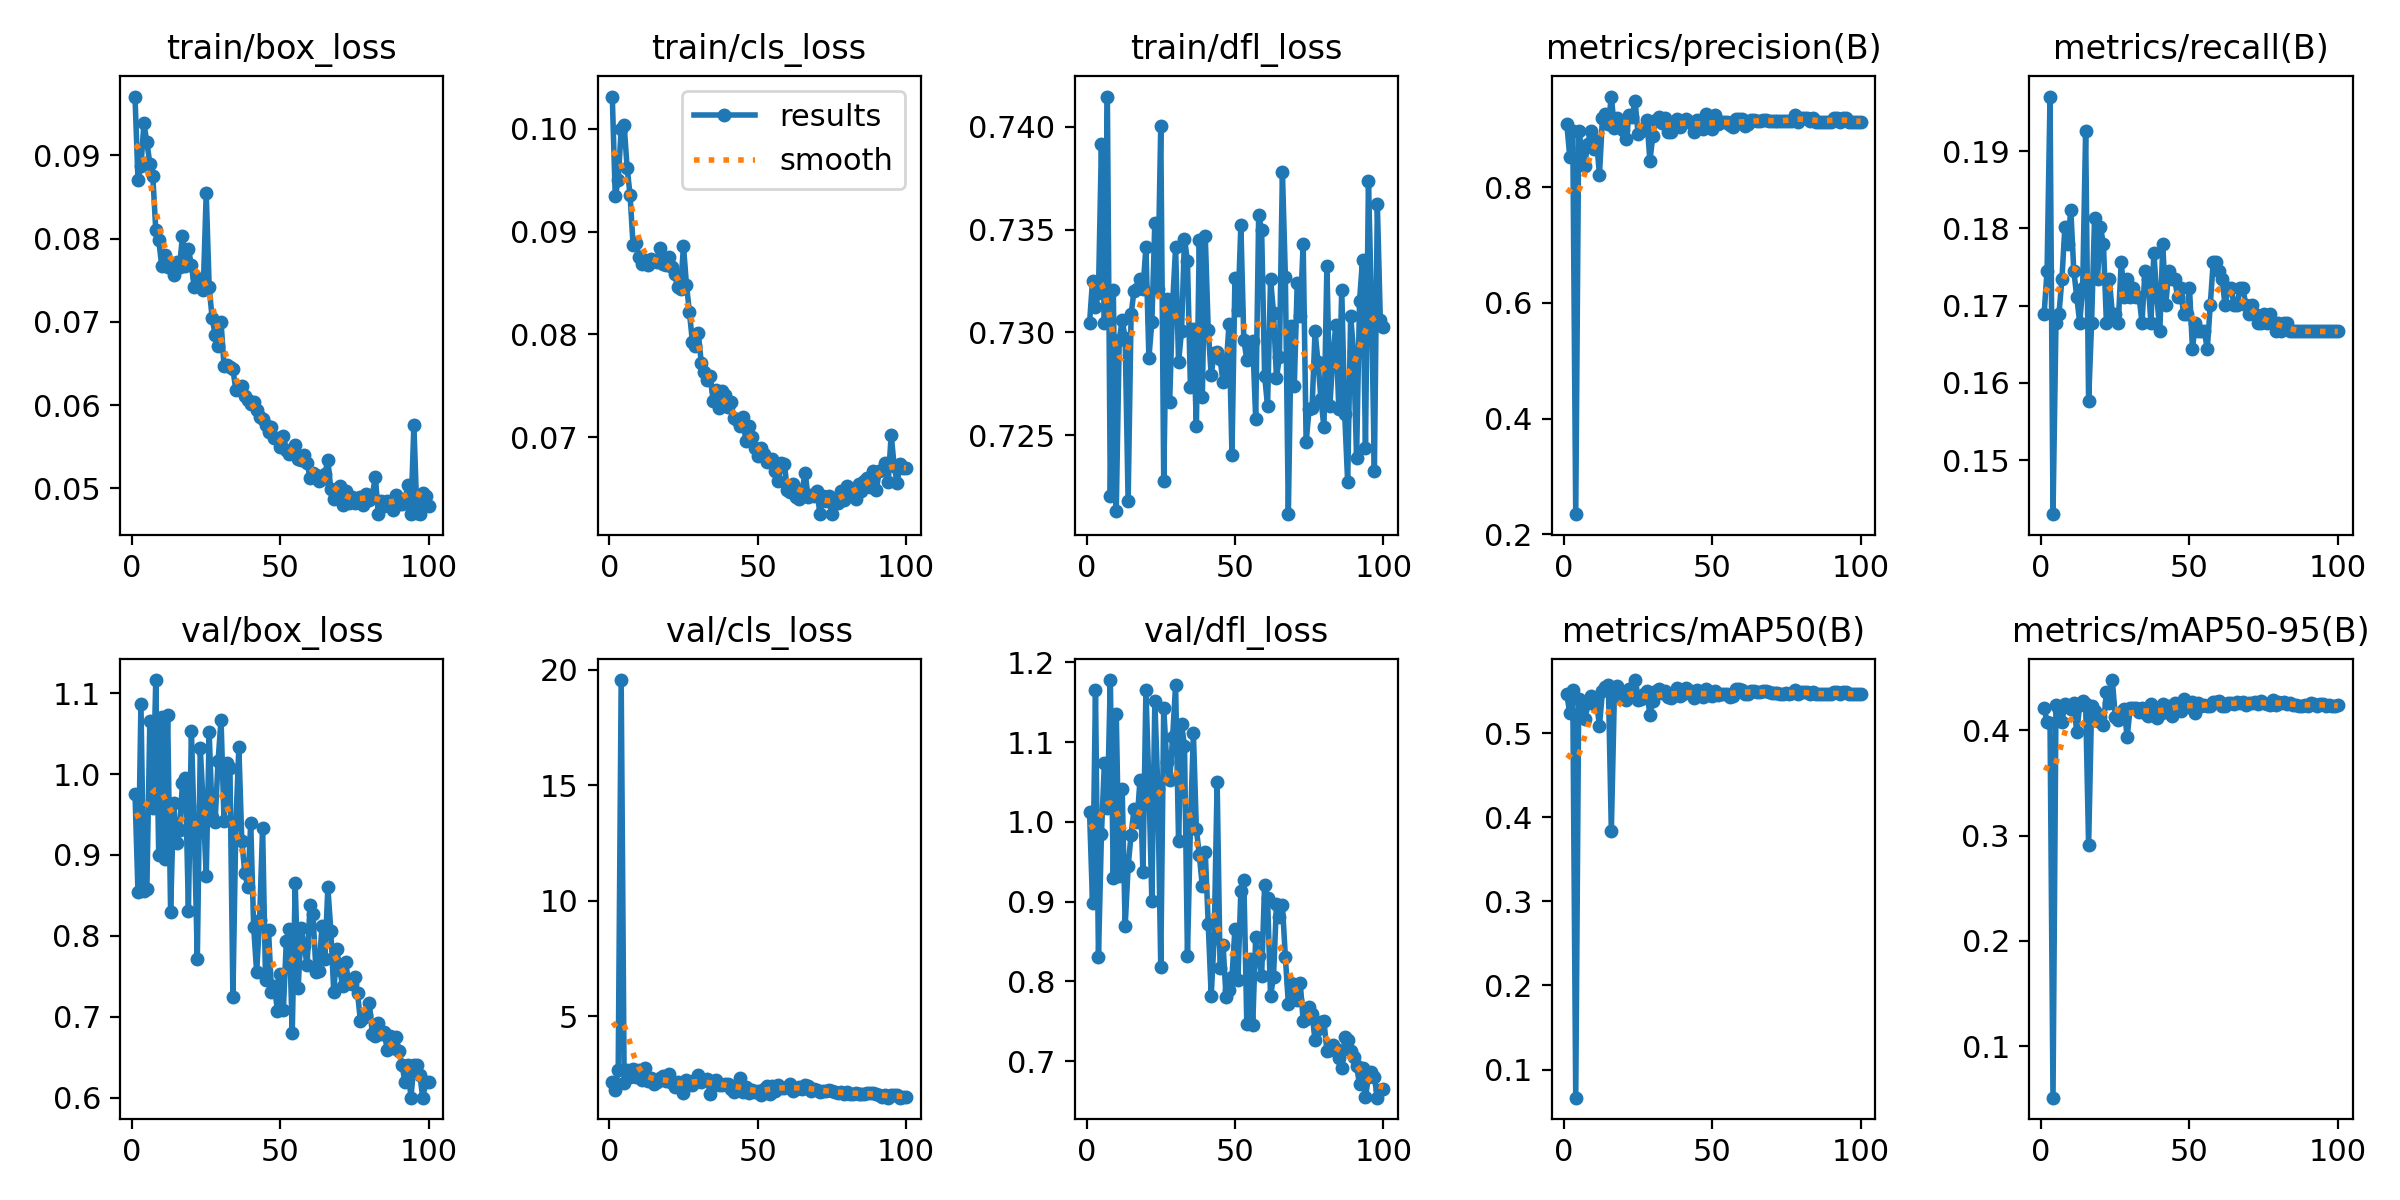 train/box_loss
0.09
0.08
0.07
0.06
0.05
0 50 100
train/cls_loss
results
smooth
0.10
0.09
0.08
0.07
0 50 100
train/dfl_loss
0.740
0.735
0.730
0.725
0 50 100
metrics/precision(B)
0.8
0.6
0.4
0.2
0 50 100
metrics/recall(B)
0.19
0.18
0.17
0.16
0.15
0 50 100
val/box_loss
1.1
1.0
0.9
0.8
0.7
0.6
0 50 100
val/cls_loss
20
15
10
5
0 50 100
val/dfl_loss
1.2
1.1
1.0
0.9
0.8
0.7
0 50 100
metrics/mAP50(B)
0.5
0.4
0.3
0.2
0.1
0 50 100
metrics/mAP50-95(B)
0.4
0.3
0.2
0.1
0 50 100